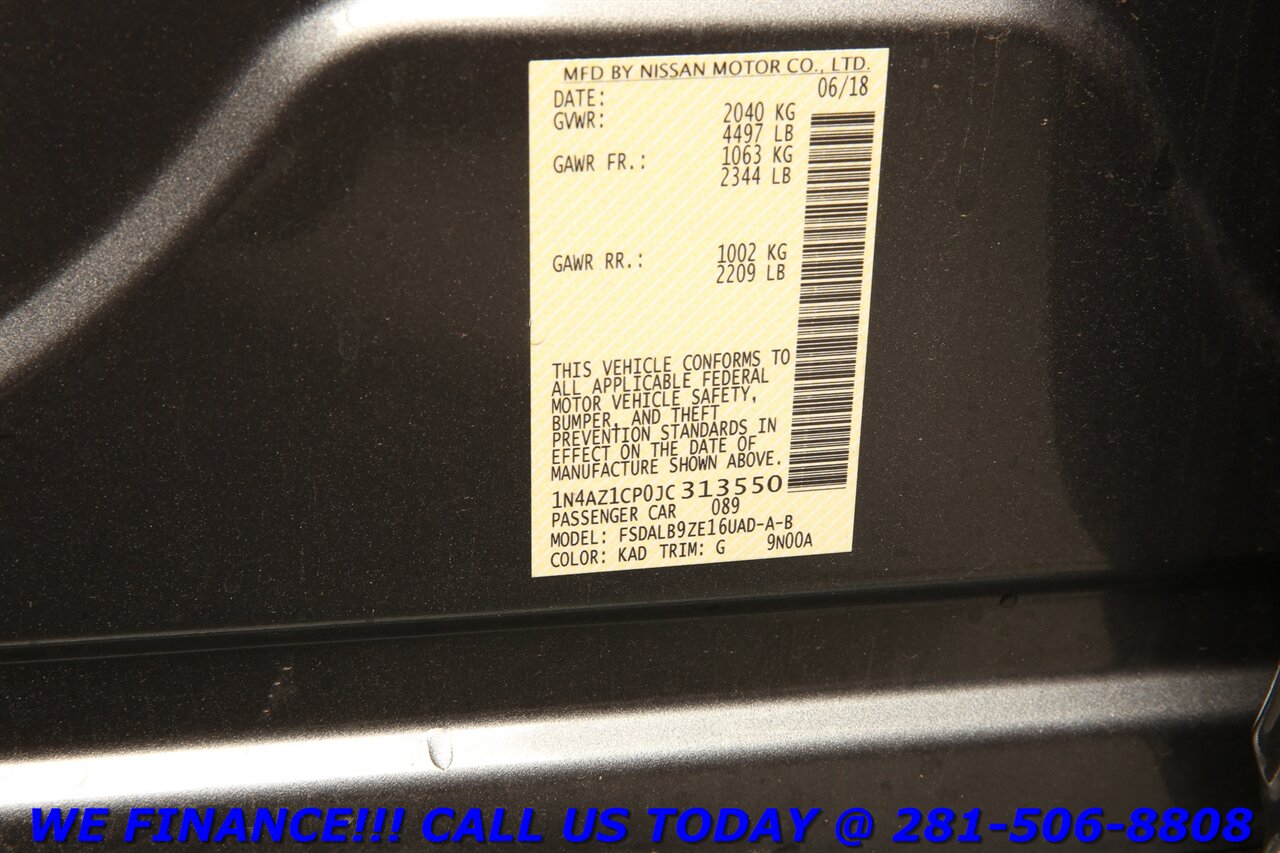 MFD BY NISSAN MOTOR CO., LTD.
DATE: 06/18
GVWR: 2040 KG
4497 LB
GAWR FR.: 1063 KG
2344 LB
GAWR RR.: 1002 KG
2209 LB
THIS VEHICLE CONFORMS TO
ALL APPLICABLE FEDERAL
MOTOR VEHICLE SAFETY,
BUMPER, AND THEFT
PREVENTION STANDARDS IN
EFFECT ON THE DATE OF
MANUFACTURE SHOWN ABOVE.
1N4AZ1CP0JC313550
PASSENGER CAR 089
MODEL: FSDALB9ZE16UAD-A-B
COLOR: KAD TRIM: G 9N00A
WE FINANCE!!! CALL US TODAY @ 281-506-8808